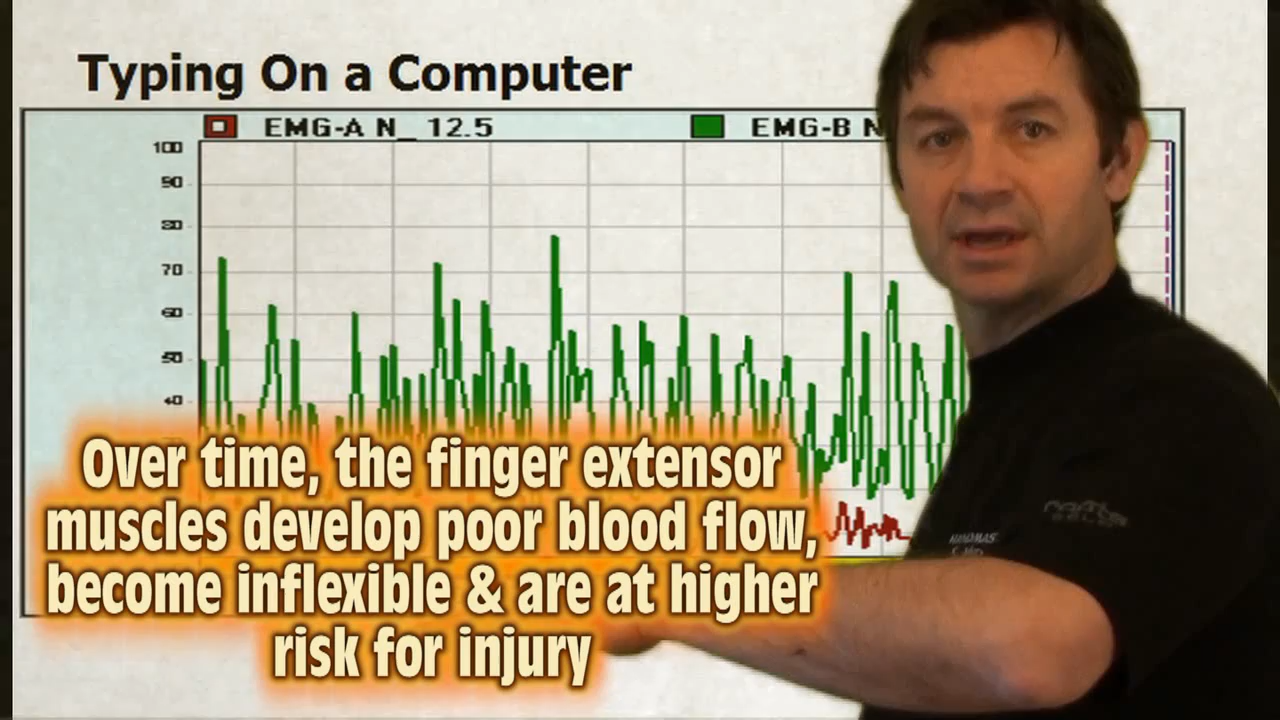 Typing On a Computer
EMG-A N_ 12.5
EMG-B N
100
90
80
70
60
50
40
Over time, the finger extensor
muscles develop poor blood flow,
become inflexible & are at higher
risk for injury